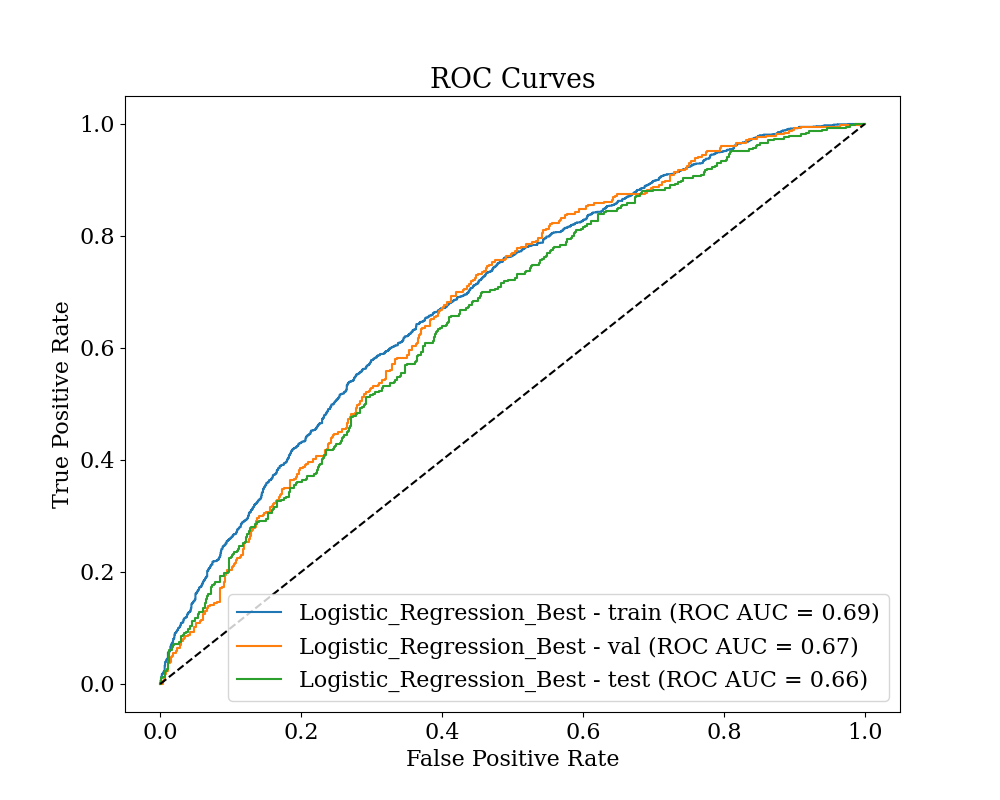 ROC Curves
True Positive Rate
1.0
0.8
0.6
0.4
0.2
0.0
Logistic_Regression_Best - train (ROC AUC = 0.69)
Logistic_Regression_Best - val (ROC AUC = 0.67)
Logistic_Regression_Best - test (ROC AUC = 0.66)
0.0 0.2 0.4 0.6 0.8 1.0
False Positive Rate